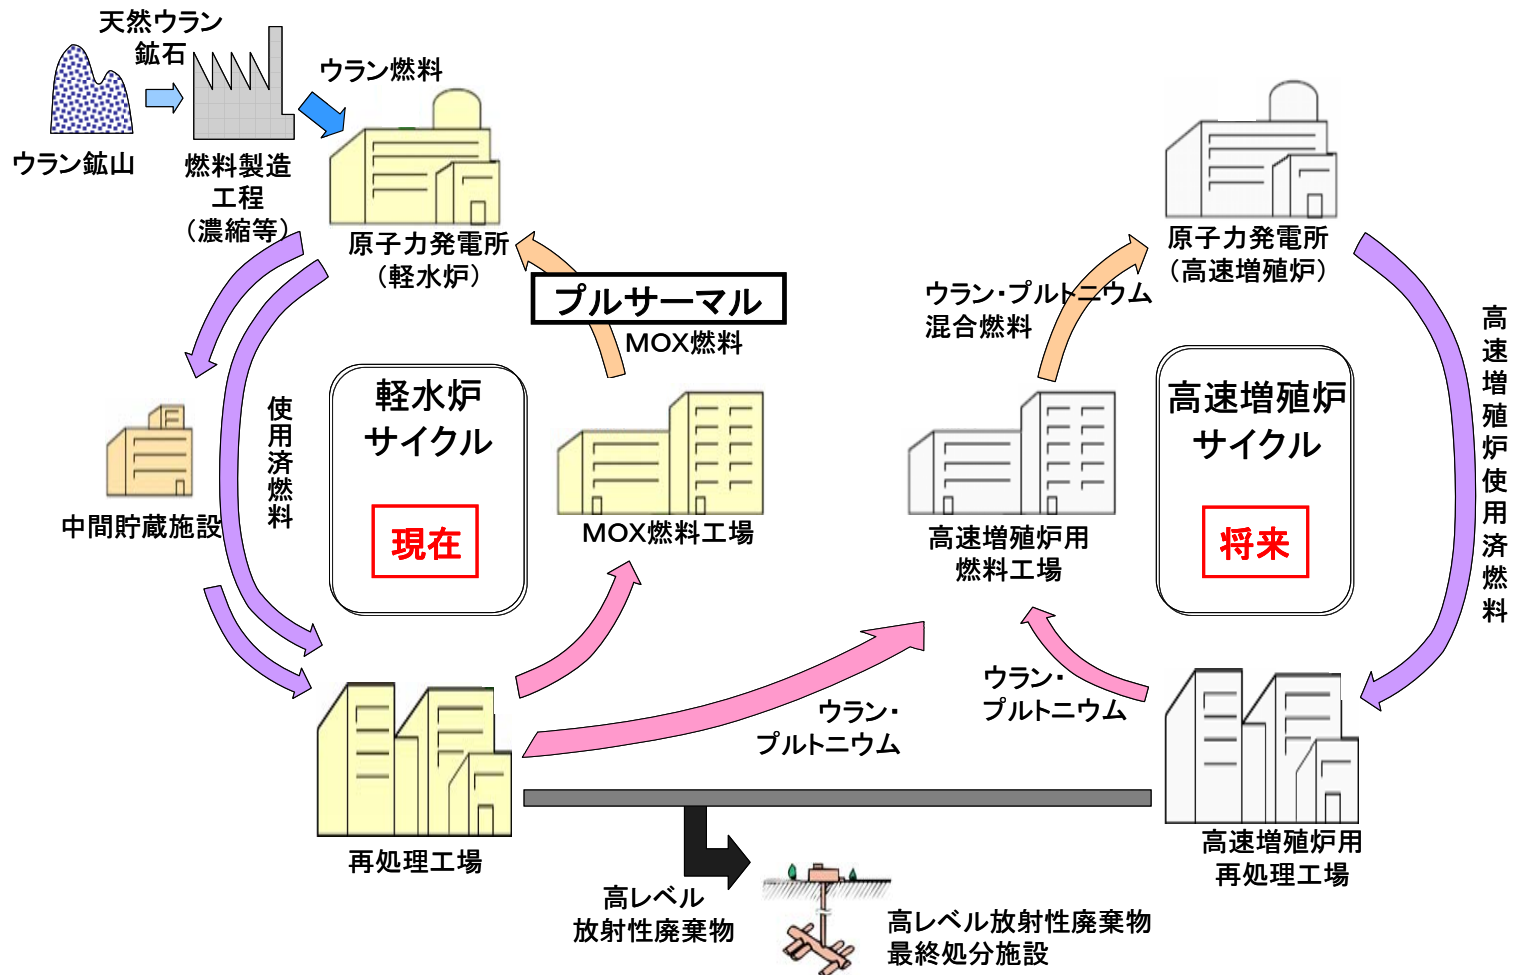 天然ウラン
鉱石
ウラン燃料
ウラン鉱山
燃料製造
工程
(濃縮等)
原子力発電所
(軽水炉)
プルサーマル
MOX燃料
軽水炉
サイクル
現在
使用済燃料
中間貯蔵施設
MOX燃料工場
再処理工場
原子力発電所
(高速増殖炉)
ウラン・プルトニウム
混合燃料
高速増殖炉
サイクル
将来
高速増殖炉使用済燃料
高速増殖炉用
燃料工場
ウラン・
プルトニウム
ウラン・
プルトニウム
高速増殖炉用
再処理工場
高レベル
放射性廃棄物
高レベル放射性廃棄物
最終処分施設